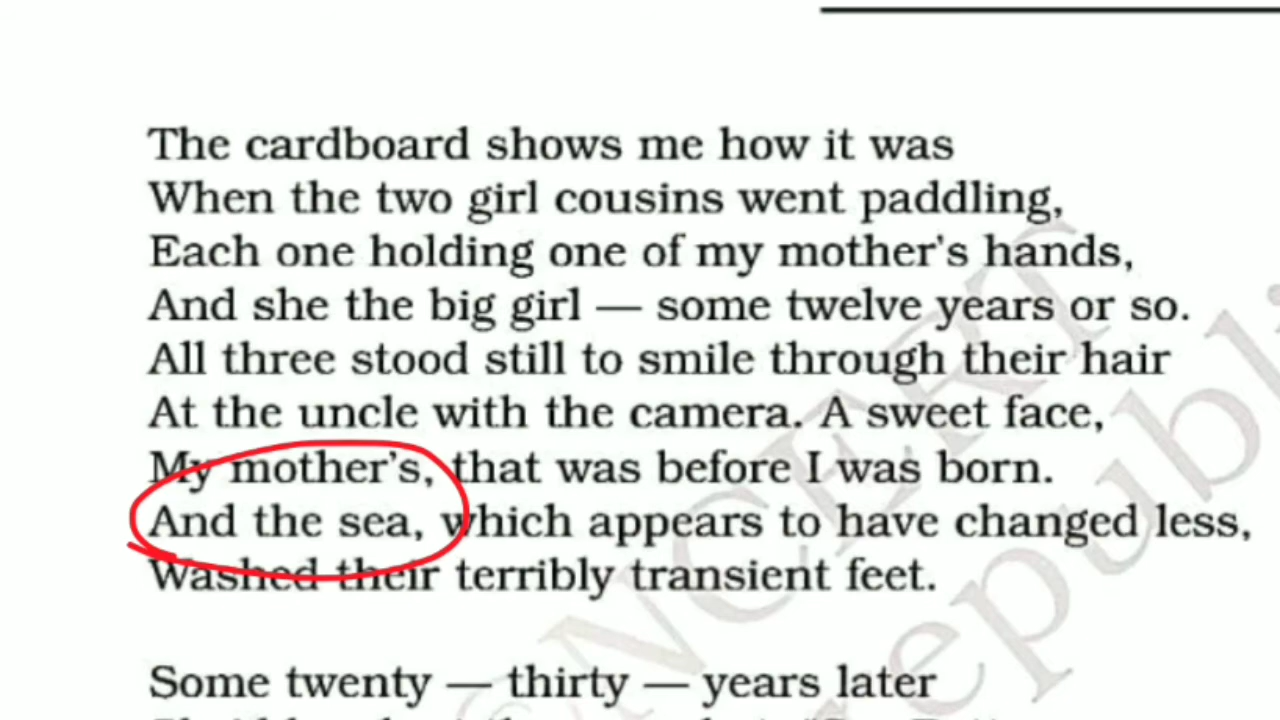 The cardboard shows me how it was
When the two girl cousins went paddling,
Each one holding one of my mother's hands,
And she the big girl — some twelve years or so.
All three stood still to smile through their hair
At the uncle with the camera. A sweet face,
My mother's, that was before I was born.
And the sea, which appears to have changed less,
Washed their terribly transient feet.
Some twenty — thirty — years later
NCERT
republi